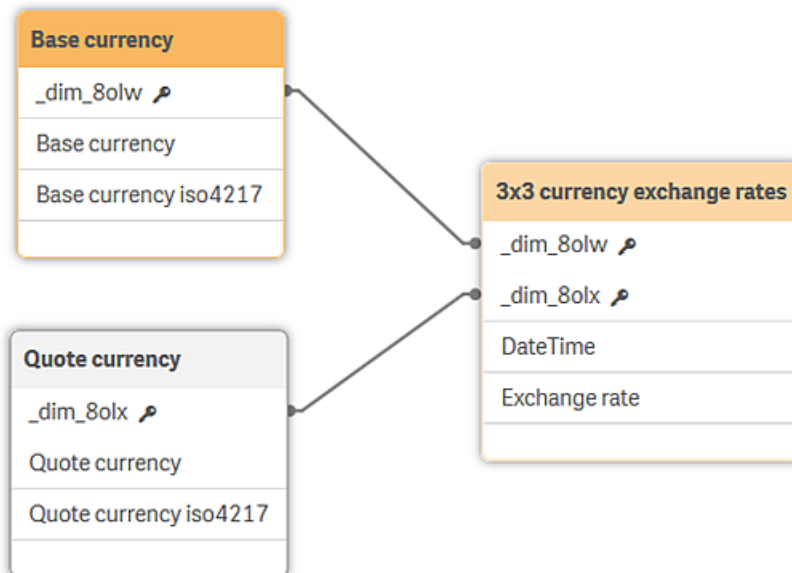 Base currency
_dim_8olw
Base currency
Base currency iso4217
3x3 currency exchange rates
_dim_8olw
_dim_8olx
DateTime
Exchange rate
Quote currency
_dim_8olx
Quote currency
Quote currency iso4217